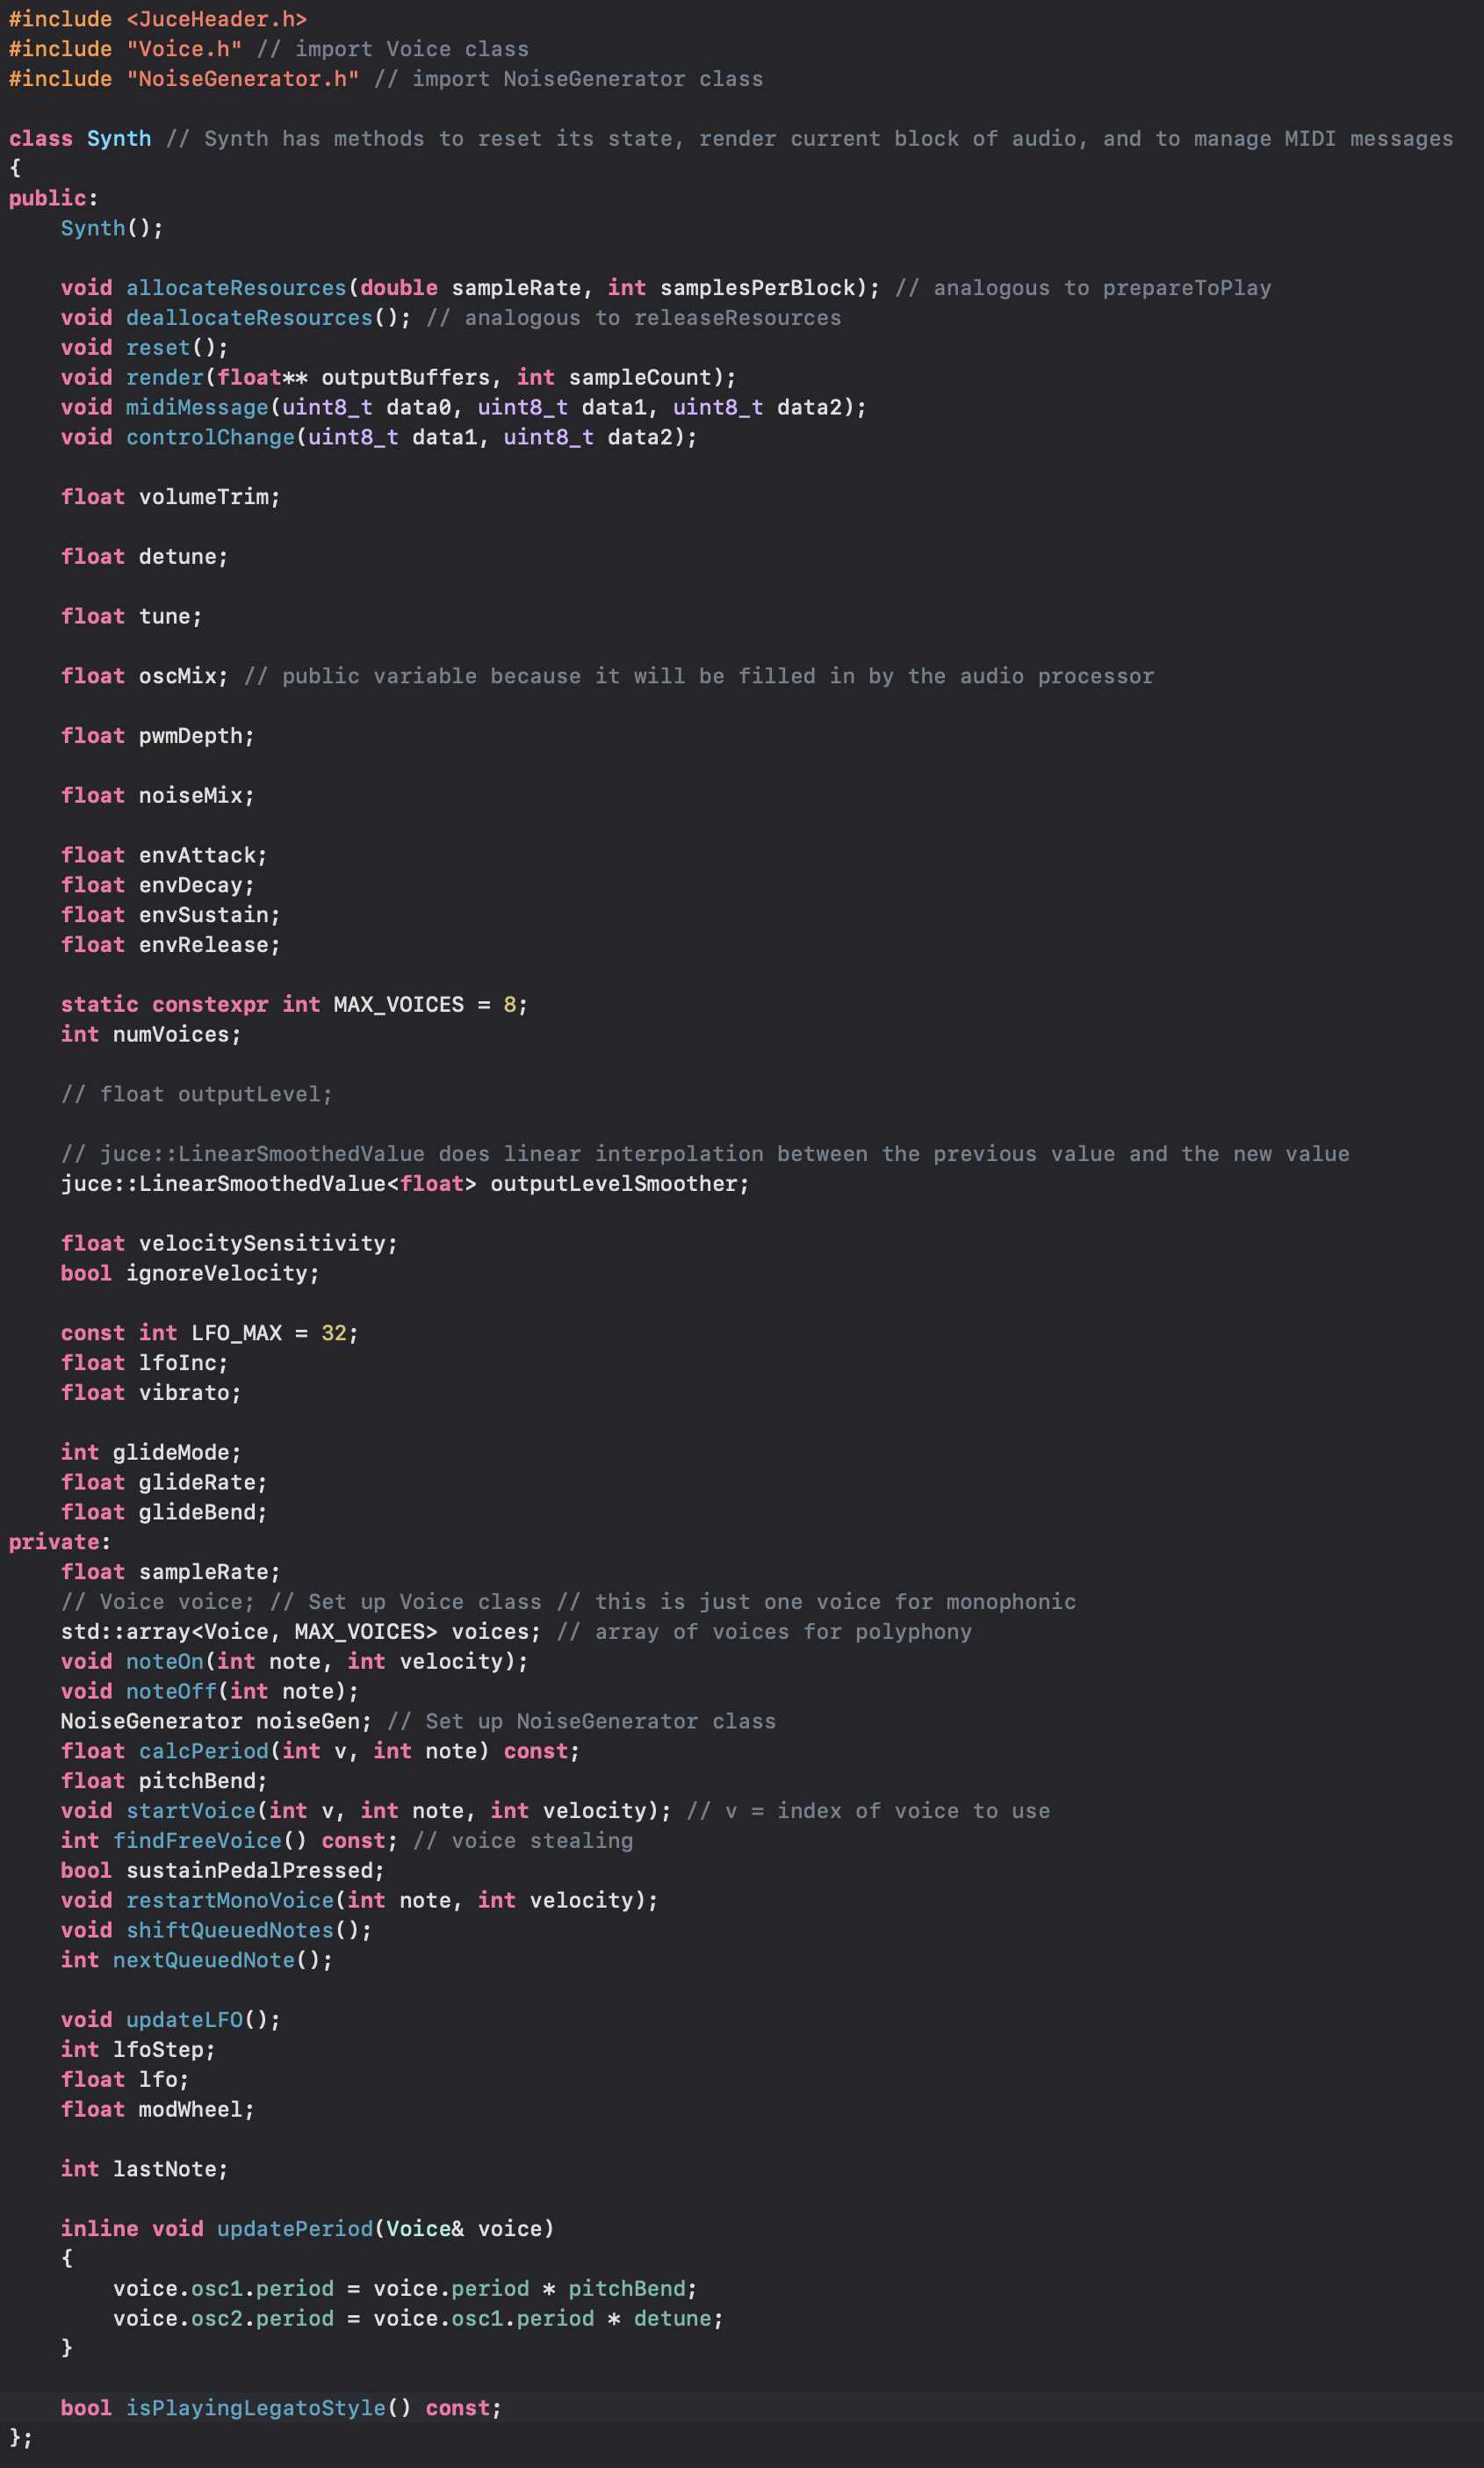 #include <JuceHeader.h>
#include "Voice.h" // import Voice class
#include "NoiseGenerator.h" // import NoiseGenerator class

class Synth // Synth has methods to reset its state, render current block of audio, and to manage MIDI messages
{
public:
    Synth();

    void allocateResources(double sampleRate, int samplesPerBlock); // analogous to prepareToPlay
    void deallocateResources(); // analogous to releaseResources
    void reset();
    void render(float** outputBuffers, int sampleCount);
    void midiMessage(uint8_t data0, uint8_t data1, uint8_t data2);
    void controlChange(uint8_t data1, uint8_t data2);

    float volumeTrim;

    float detune;

    float tune;

    float oscMix; // public variable because it will be filled in by the audio processor

    float pwmDepth;

    float noiseMix;

    float envAttack;
    float envDecay;
    float envSustain;
    float envRelease;

    static constexpr int MAX_VOICES = 8;
    int numVoices;

    // float outputLevel;

    // juce::LinearSmoothedValue does linear interpolation between the previous value and the new value
    juce::LinearSmoothedValue<float> outputLevelSmoother;

    float velocitySensitivity;
    bool ignoreVelocity;

    const int LFO_MAX = 32;
    float lfoInc;
    float vibrato;

    int glideMode;
    float glideRate;
    float glideBend;
private:
    float sampleRate;
    // Voice voice; // Set up Voice class // this is just one voice for monophonic
    std::array<Voice, MAX_VOICES> voices; // array of voices for polyphony
    void noteOn(int note, int velocity);
    void noteOff(int note);
    NoiseGenerator noiseGen; // Set up NoiseGenerator class
    float calcPeriod(int v, int note) const;
    float pitchBend;
    void startVoice(int v, int note, int velocity); // v = index of voice to use
    int findFreeVoice() const; // voice stealing
    bool sustainPedalPressed;
    void restartMonoVoice(int note, int velocity);
    void shiftQueuedNotes();
    int nextQueuedNote();

    void updateLFO();
    int lfoStep;
    float lfo;
    float modWheel;

    int lastNote;

    inline void updatePeriod(Voice& voice)
    {
        voice.osc1.period = voice.period * pitchBend;
        voice.osc2.period = voice.osc1.period * detune;
    }

    bool isPlayingLegatoStyle() const;
};